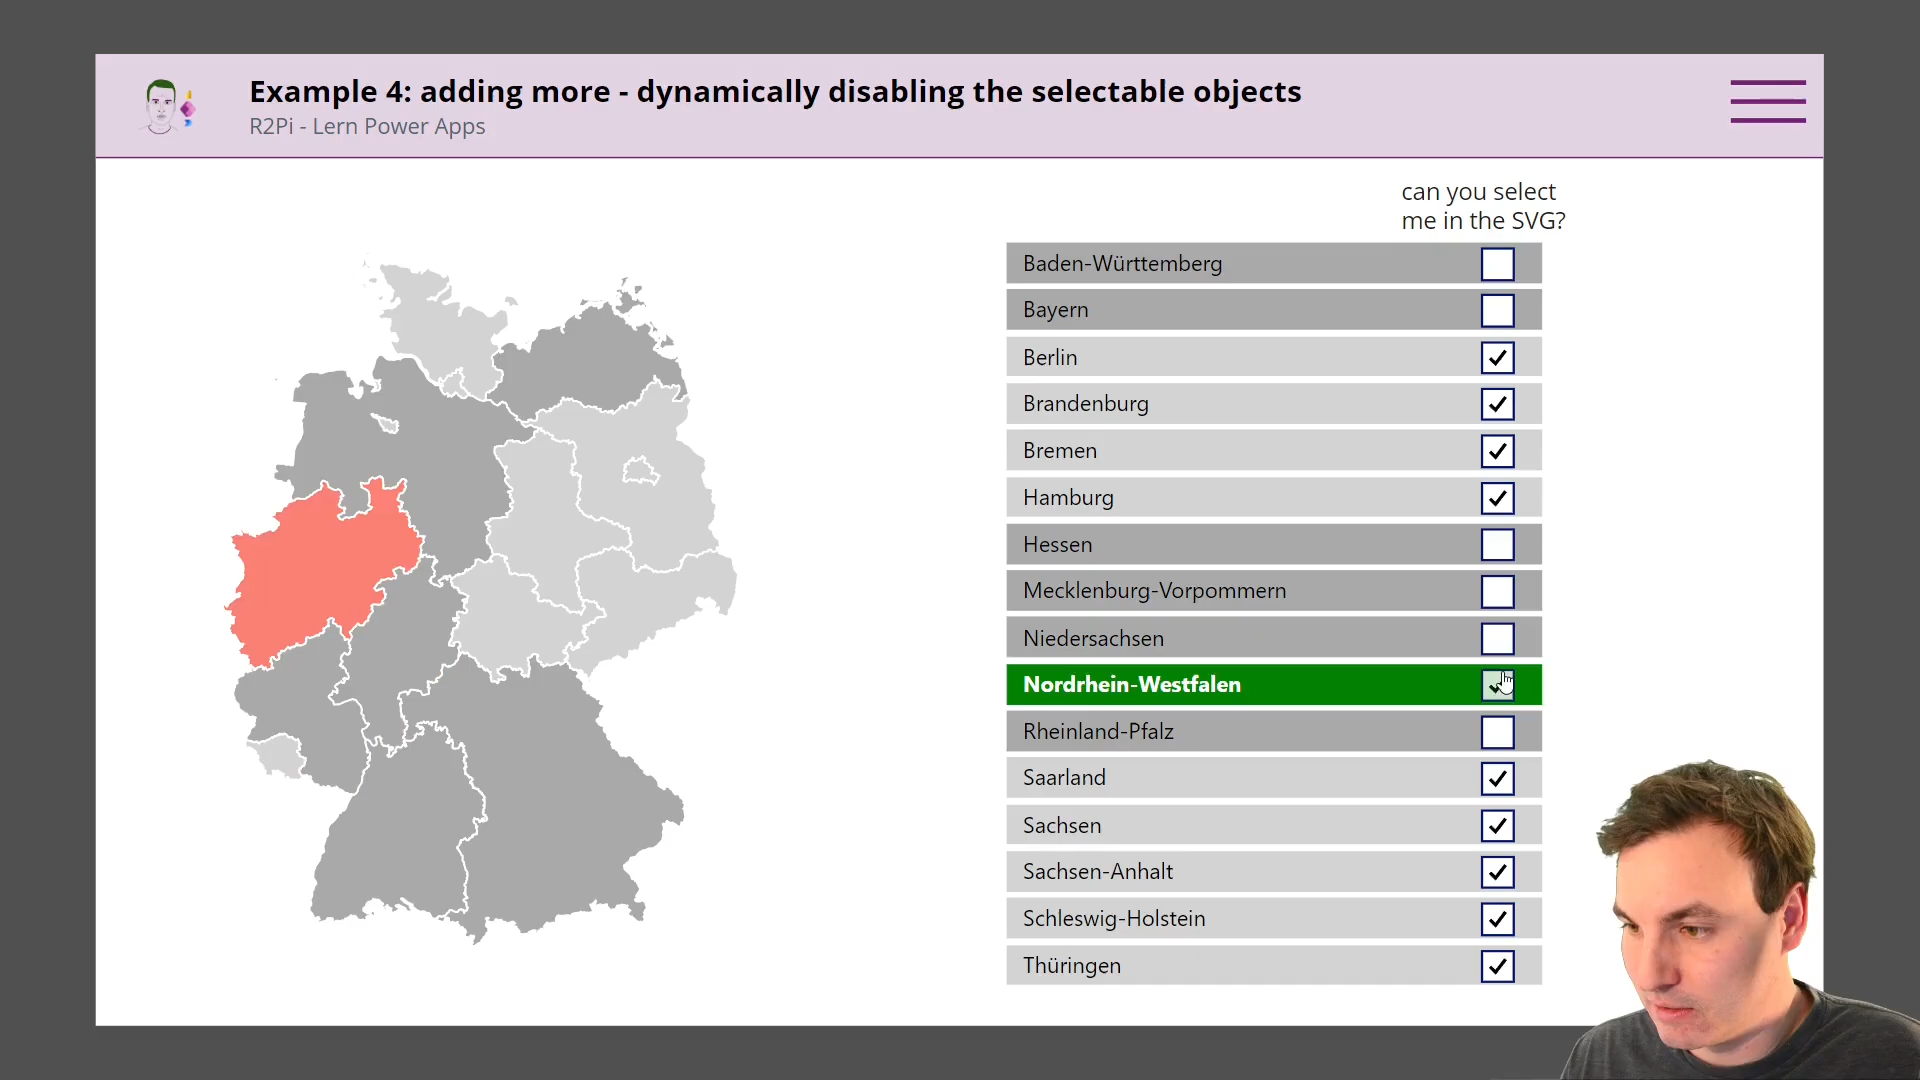 Example 4: adding more - dynamically disabling the selectable objects
R2Pi - Lern Power Apps
can you select
me in the SVG?
Baden-Württemberg
Bayern
Berlin
Brandenburg
Bremen
Hamburg
Hessen
Mecklenburg-Vorpommern
Niedersachsen
Nordrhein-Westfalen
Rheinland-Pfalz
Saarland
Sachsen
Sachsen-Anhalt
Schleswig-Holstein
Thüringen